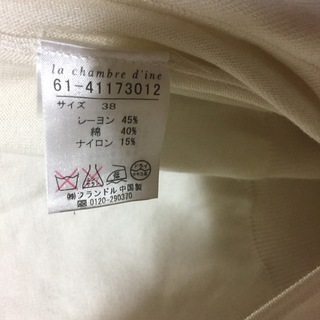 la chambre d'ine
61-41173012
サイズ 38
レーヨン 45%
綿 40%
ナイロン 15%
㈱フランドル 中国製
☎ 0120-290370